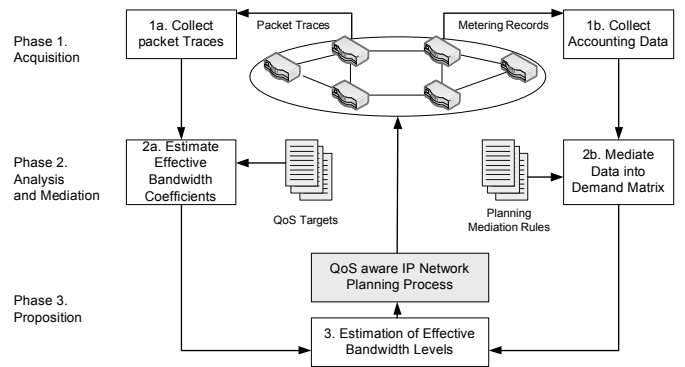 Phase 1.
Acquisition
1a. Collect
packet Traces
Packet Traces
Metering Records
1b. Collect
Accounting Data
Phase 2.
Analysis
and Mediation
2a. Estimate
Effective
Bandwidth
Coefficients
QoS Targets
Planning
Mediation Rules
2b. Mediate
Data into
Demand Matrix
QoS aware IP Network
Planning Process
Phase 3.
Proposition
3. Estimation of Effective
Bandwidth Levels